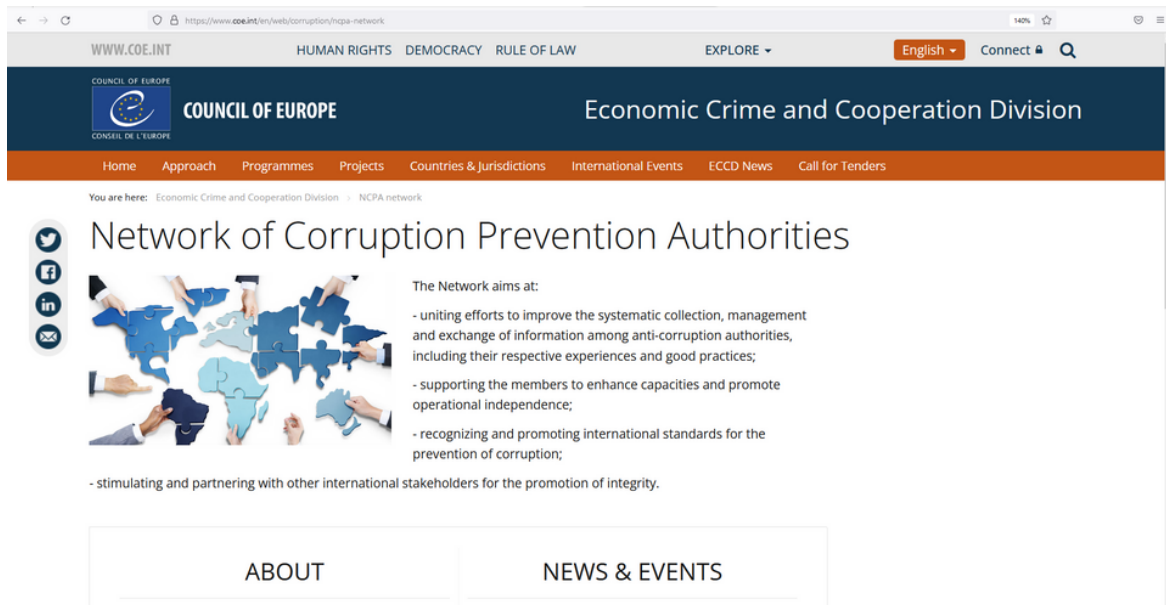 https://www.coe.int/en/web/corruption/ncpa-network
140%
WWW.COE.INT
HUMAN RIGHTS DEMOCRACY RULE OF LAW
EXPLORE
English
Connect
COUNCIL OF EUROPE
CONSEIL DE L'EUROPE
COUNCIL OF EUROPE
Economic Crime and Cooperation Division
Home Approach Programmes Projects Countries & Jurisdictions International Events ECCD News Call for Tenders
You are here: Economic Crime and Cooperation Division › NCPA network
Network of Corruption Prevention Authorities
The Network aims at:
- uniting efforts to improve the systematic collection, management
and exchange of information among anti-corruption authorities,
including their respective experiences and good practices;
- supporting the members to enhance capacities and promote
operational independence;
- recognizing and promoting international standards for the
prevention of corruption;
- stimulating and partnering with other international stakeholders for the promotion of integrity.
ABOUT
NEWS & EVENTS